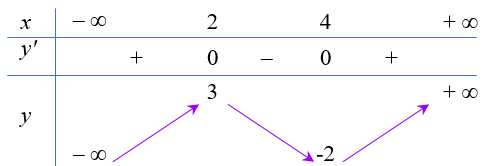 x – ∞ 2 4 + ∞
y' + 0 – 0 +
3 + ∞
y
– ∞ -2